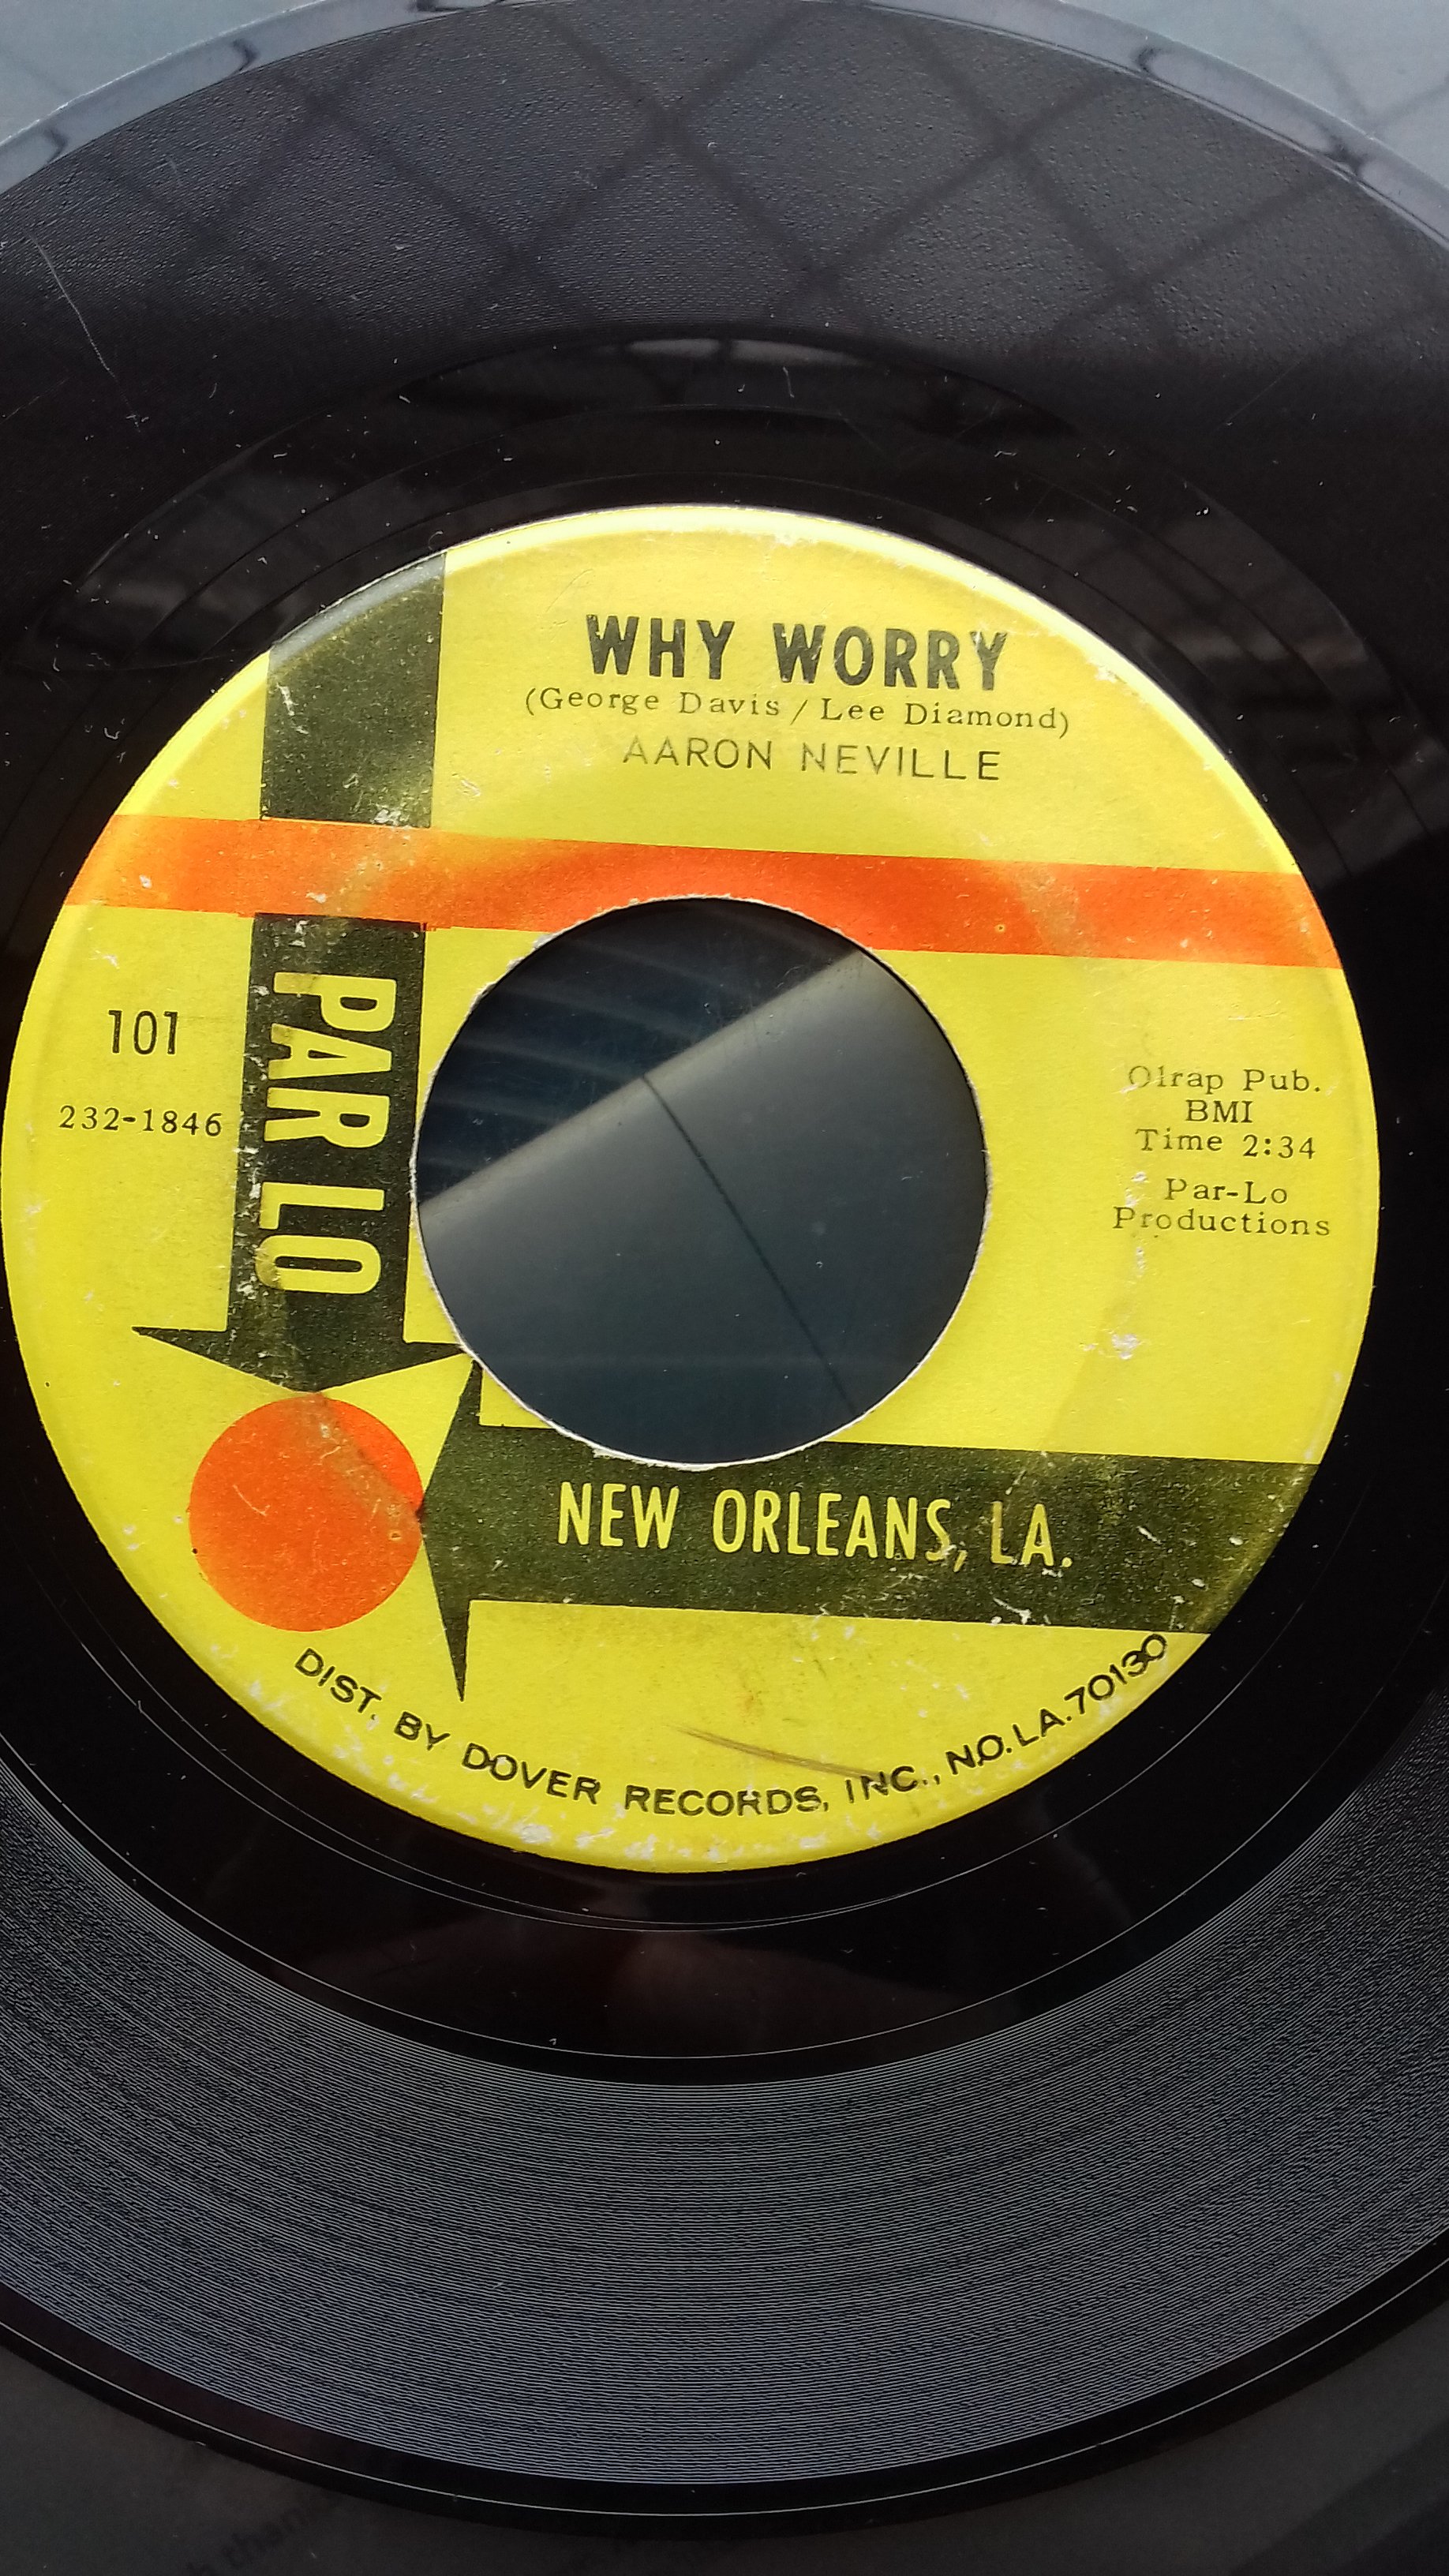 WHY WORRY
(George Davis / Lee Diamond)
AARON NEVILLE
PAR LO
101
232-1846
Olrap Pub.
BMI
Time 2:34
Par-Lo
Productions
NEW ORLEANS, LA.
DIST. BY DOVER RECORDS, INC., N.O. LA. 70130